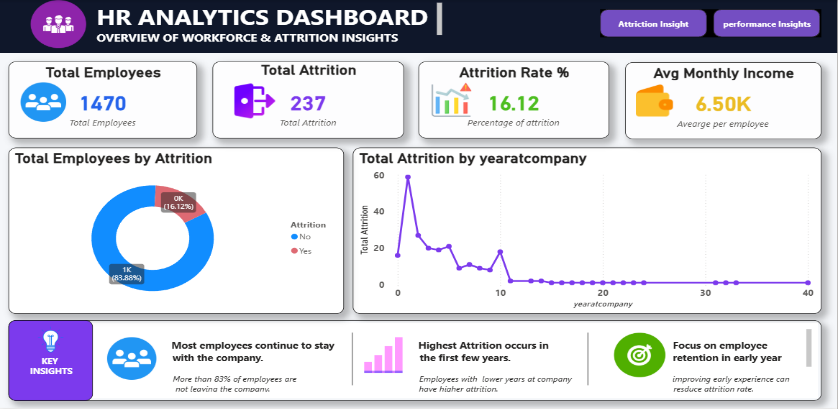 HR ANALYTICS DASHBOARD
OVERVIEW OF WORKFORCE & ATTRITION INSIGHTS
Attriction Insight
performance Insights
Total Employees
1470
Total Employees
Total Attrition
237
Total Attrition
Attrition Rate %
16.12
Percentage of attrition
Avg Monthly Income
6.50K
Avearge per employee
Total Employees by Attrition
0K
(16.12%)
1K
(83.88%)
Attrition
No
Yes
Total Attrition by yearatcompany
Total Attrition
60
40
20
0
0
10
20
30
40
yearatcompany
KEY
INSIGHTS
Most employees continue to stay
with the company.
More than 83% of employees are
not leaving the company.
Highest Attrition occurs in
the first few years.
Employees with lower years at company
have higher attrition.
Focus on employee
retention in early year
improving early experience can
resduce attrition rate.